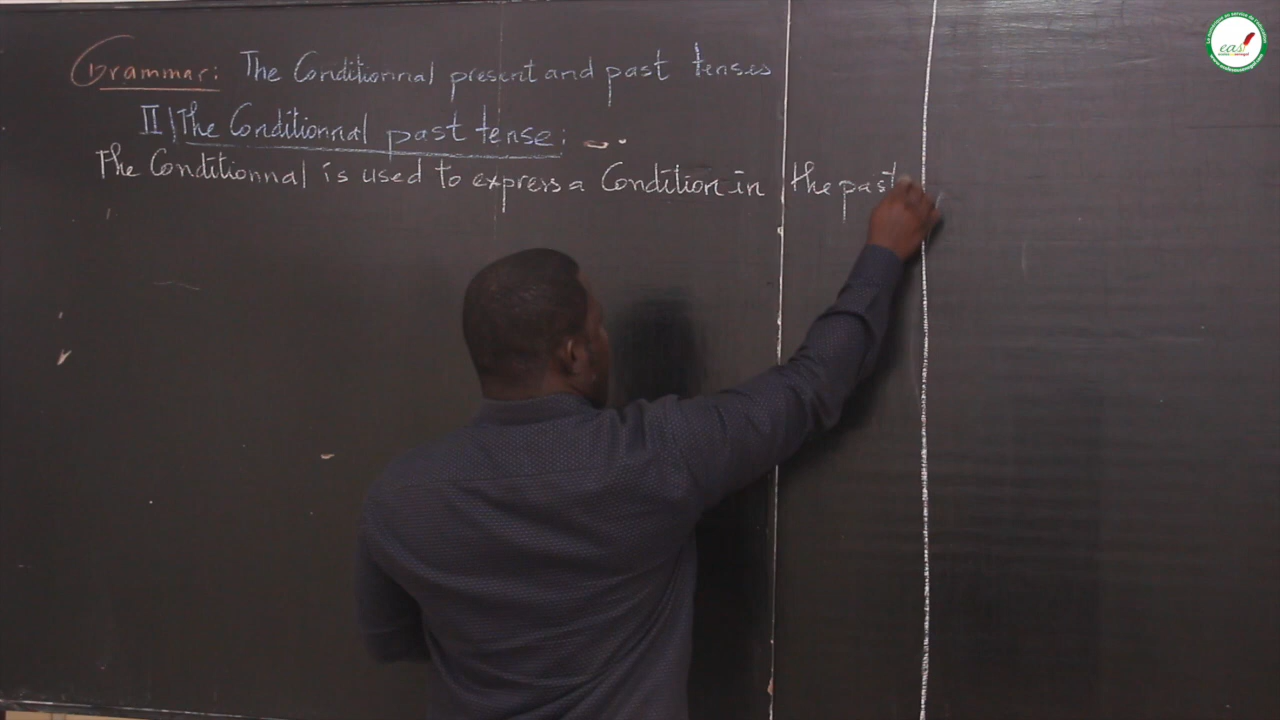 Grammar: The Conditionnal present and past tenses
II| The Conditionnal past tense:
The Conditionnal is used to express a Condition in the past
eas